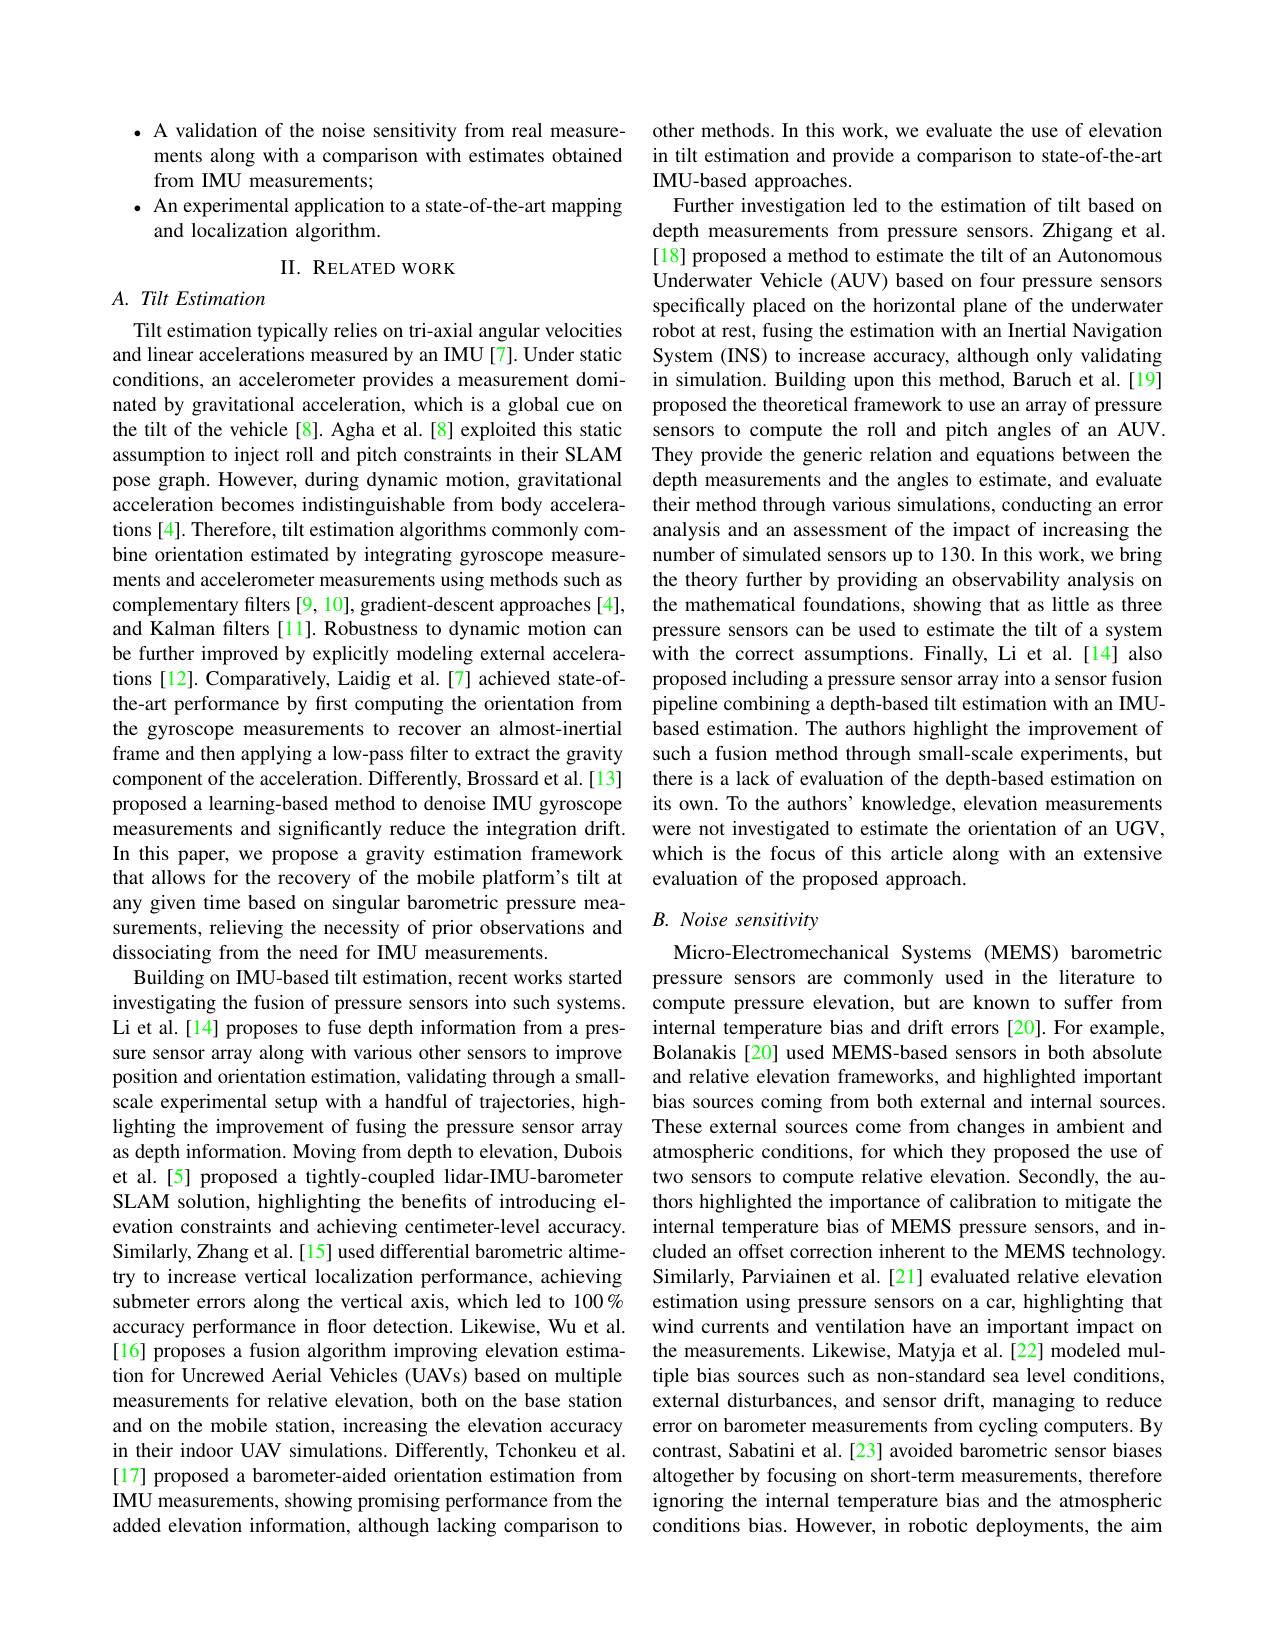 • A validation of the noise sensitivity from real measure-
ments along with a comparison with estimates obtained
from IMU measurements;
• An experimental application to a state-of-the-art mapping
and localization algorithm.
II. RELATED WORK
A. Tilt Estimation
Tilt estimation typically relies on tri-axial angular velocities
and linear accelerations measured by an IMU [7]. Under static
conditions, an accelerometer provides a measurement domi-
nated by gravitational acceleration, which is a global cue on
the tilt of the vehicle [8]. Agha et al. [8] exploited this static
assumption to inject roll and pitch constraints in their SLAM
pose graph. However, during dynamic motion, gravitational
acceleration becomes indistinguishable from body accelera-
tions [4]. Therefore, tilt estimation algorithms commonly com-
bine orientation estimated by integrating gyroscope measure-
ments and accelerometer measurements using methods such as
complementary filters [9, 10], gradient-descent approaches [4],
and Kalman filters [11]. Robustness to dynamic motion can
be further improved by explicitly modeling external accelera-
tions [12]. Comparatively, Laidig et al. [7] achieved state-of-
the-art performance by first computing the orientation from
the gyroscope measurements to recover an almost-inertial
frame and then applying a low-pass filter to extract the gravity
component of the acceleration. Differently, Brossard et al. [13]
proposed a learning-based method to denoise IMU gyroscope
measurements and significantly reduce the integration drift.
In this paper, we propose a gravity estimation framework
that allows for the recovery of the mobile platform's tilt at
any given time based on singular barometric pressure mea-
surements, relieving the necessity of prior observations and
dissociating from the need for IMU measurements.
Building on IMU-based tilt estimation, recent works started
investigating the fusion of pressure sensors into such systems.
Li et al. [14] proposes to fuse depth information from a pres-
sure sensor array along with various other sensors to improve
position and orientation estimation, validating through a small-
scale experimental setup with a handful of trajectories, high-
lighting the improvement of fusing the pressure sensor array
as depth information. Moving from depth to elevation, Dubois
et al. [5] proposed a tightly-coupled lidar-IMU-barometer
SLAM solution, highlighting the benefits of introducing el-
evation constraints and achieving centimeter-level accuracy.
Similarly, Zhang et al. [15] used differential barometric altime-
try to increase vertical localization performance, achieving
submeter errors along the vertical axis, which led to 100 %
accuracy performance in floor detection. Likewise, Wu et al.
[16] proposes a fusion algorithm improving elevation estima-
tion for Uncrewed Aerial Vehicles (UAVs) based on multiple
measurements for relative elevation, both on the base station
and on the mobile station, increasing the elevation accuracy
in their indoor UAV simulations. Differently, Tchonkeu et al.
[17] proposed a barometer-aided orientation estimation from
IMU measurements, showing promising performance from the
added elevation information, although lacking comparison to
other methods. In this work, we evaluate the use of elevation
in tilt estimation and provide a comparison to state-of-the-art
IMU-based approaches.
Further investigation led to the estimation of tilt based on
depth measurements from pressure sensors. Zhigang et al.
[18] proposed a method to estimate the tilt of an Autonomous
Underwater Vehicle (AUV) based on four pressure sensors
specifically placed on the horizontal plane of the underwater
robot at rest, fusing the estimation with an Inertial Navigation
System (INS) to increase accuracy, although only validating
in simulation. Building upon this method, Baruch et al. [19]
proposed the theoretical framework to use an array of pressure
sensors to compute the roll and pitch angles of an AUV.
They provide the generic relation and equations between the
depth measurements and the angles to estimate, and evaluate
their method through various simulations, conducting an error
analysis and an assessment of the impact of increasing the
number of simulated sensors up to 130. In this work, we bring
the theory further by providing an observability analysis on
the mathematical foundations, showing that as little as three
pressure sensors can be used to estimate the tilt of a system
with the correct assumptions. Finally, Li et al. [14] also
proposed including a pressure sensor array into a sensor fusion
pipeline combining a depth-based tilt estimation with an IMU-
based estimation. The authors highlight the improvement of
such a fusion method through small-scale experiments, but
there is a lack of evaluation of the depth-based estimation on
its own. To the authors' knowledge, elevation measurements
were not investigated to estimate the orientation of an UGV,
which is the focus of this article along with an extensive
evaluation of the proposed approach.
B. Noise sensitivity
Micro-Electromechanical Systems (MEMS) barometric
pressure sensors are commonly used in the literature to
compute pressure elevation, but are known to suffer from
internal temperature bias and drift errors [20]. For example,
Bolanakis [20] used MEMS-based sensors in both absolute
and relative elevation frameworks, and highlighted important
bias sources coming from both external and internal sources.
These external sources come from changes in ambient and
atmospheric conditions, for which they proposed the use of
two sensors to compute relative elevation. Secondly, the au-
thors highlighted the importance of calibration to mitigate the
internal temperature bias of MEMS pressure sensors, and in-
cluded an offset correction inherent to the MEMS technology.
Similarly, Parviainen et al. [21] evaluated relative elevation
estimation using pressure sensors on a car, highlighting that
wind currents and ventilation have an important impact on
the measurements. Likewise, Matyja et al. [22] modeled mul-
tiple bias sources such as non-standard sea level conditions,
external disturbances, and sensor drift, managing to reduce
error on barometer measurements from cycling computers. By
contrast, Sabatini et al. [23] avoided barometric sensor biases
altogether by focusing on short-term measurements, therefore
ignoring the internal temperature bias and the atmospheric
conditions bias. However, in robotic deployments, the aim